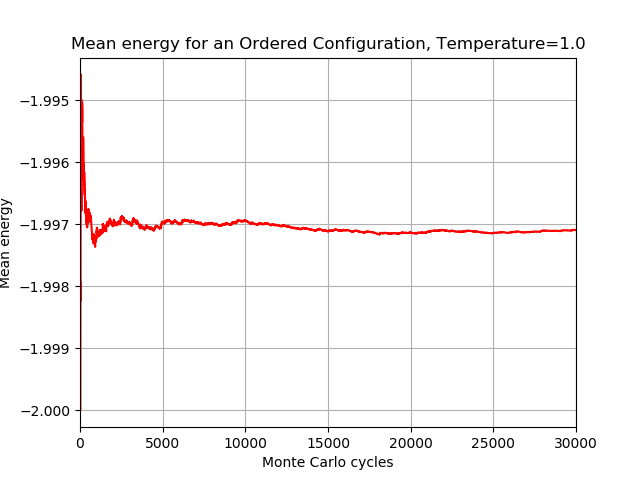 Mean energy for an Ordered Configuration, Temperature=1.0
Mean energy
−1.995
−1.996
−1.997
−1.998
−1.999
−2.000
0 5000 10000 15000 20000 25000 30000
Monte Carlo cycles